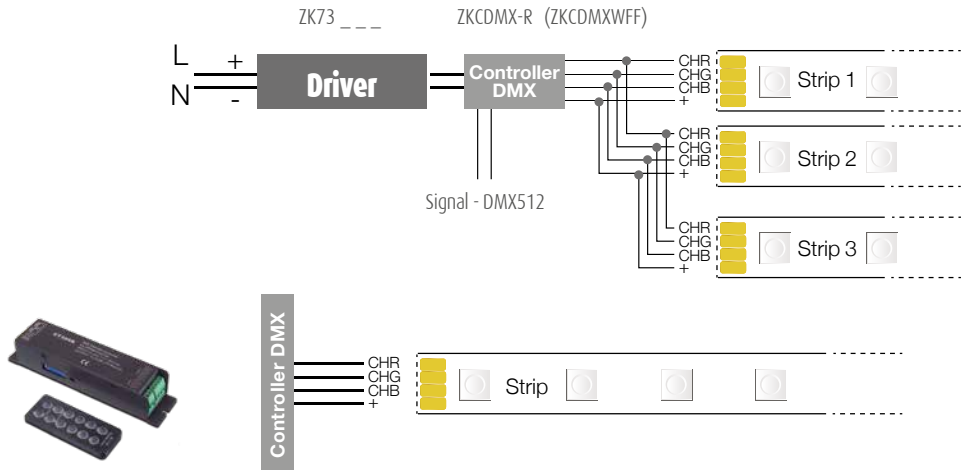 ZK73 _ _ _
ZKCDMX-R (ZKCDMXWFF)
L
+
N
-
Driver
Controller
DMX
CHR
CHG
CHB
+
Strip 1
CHR
CHG
CHB
+
Strip 2
Signal - DMX512
CHR
CHG
CHB
+
Strip 3
Controller DMX
CHR
CHG
CHB
+
Strip